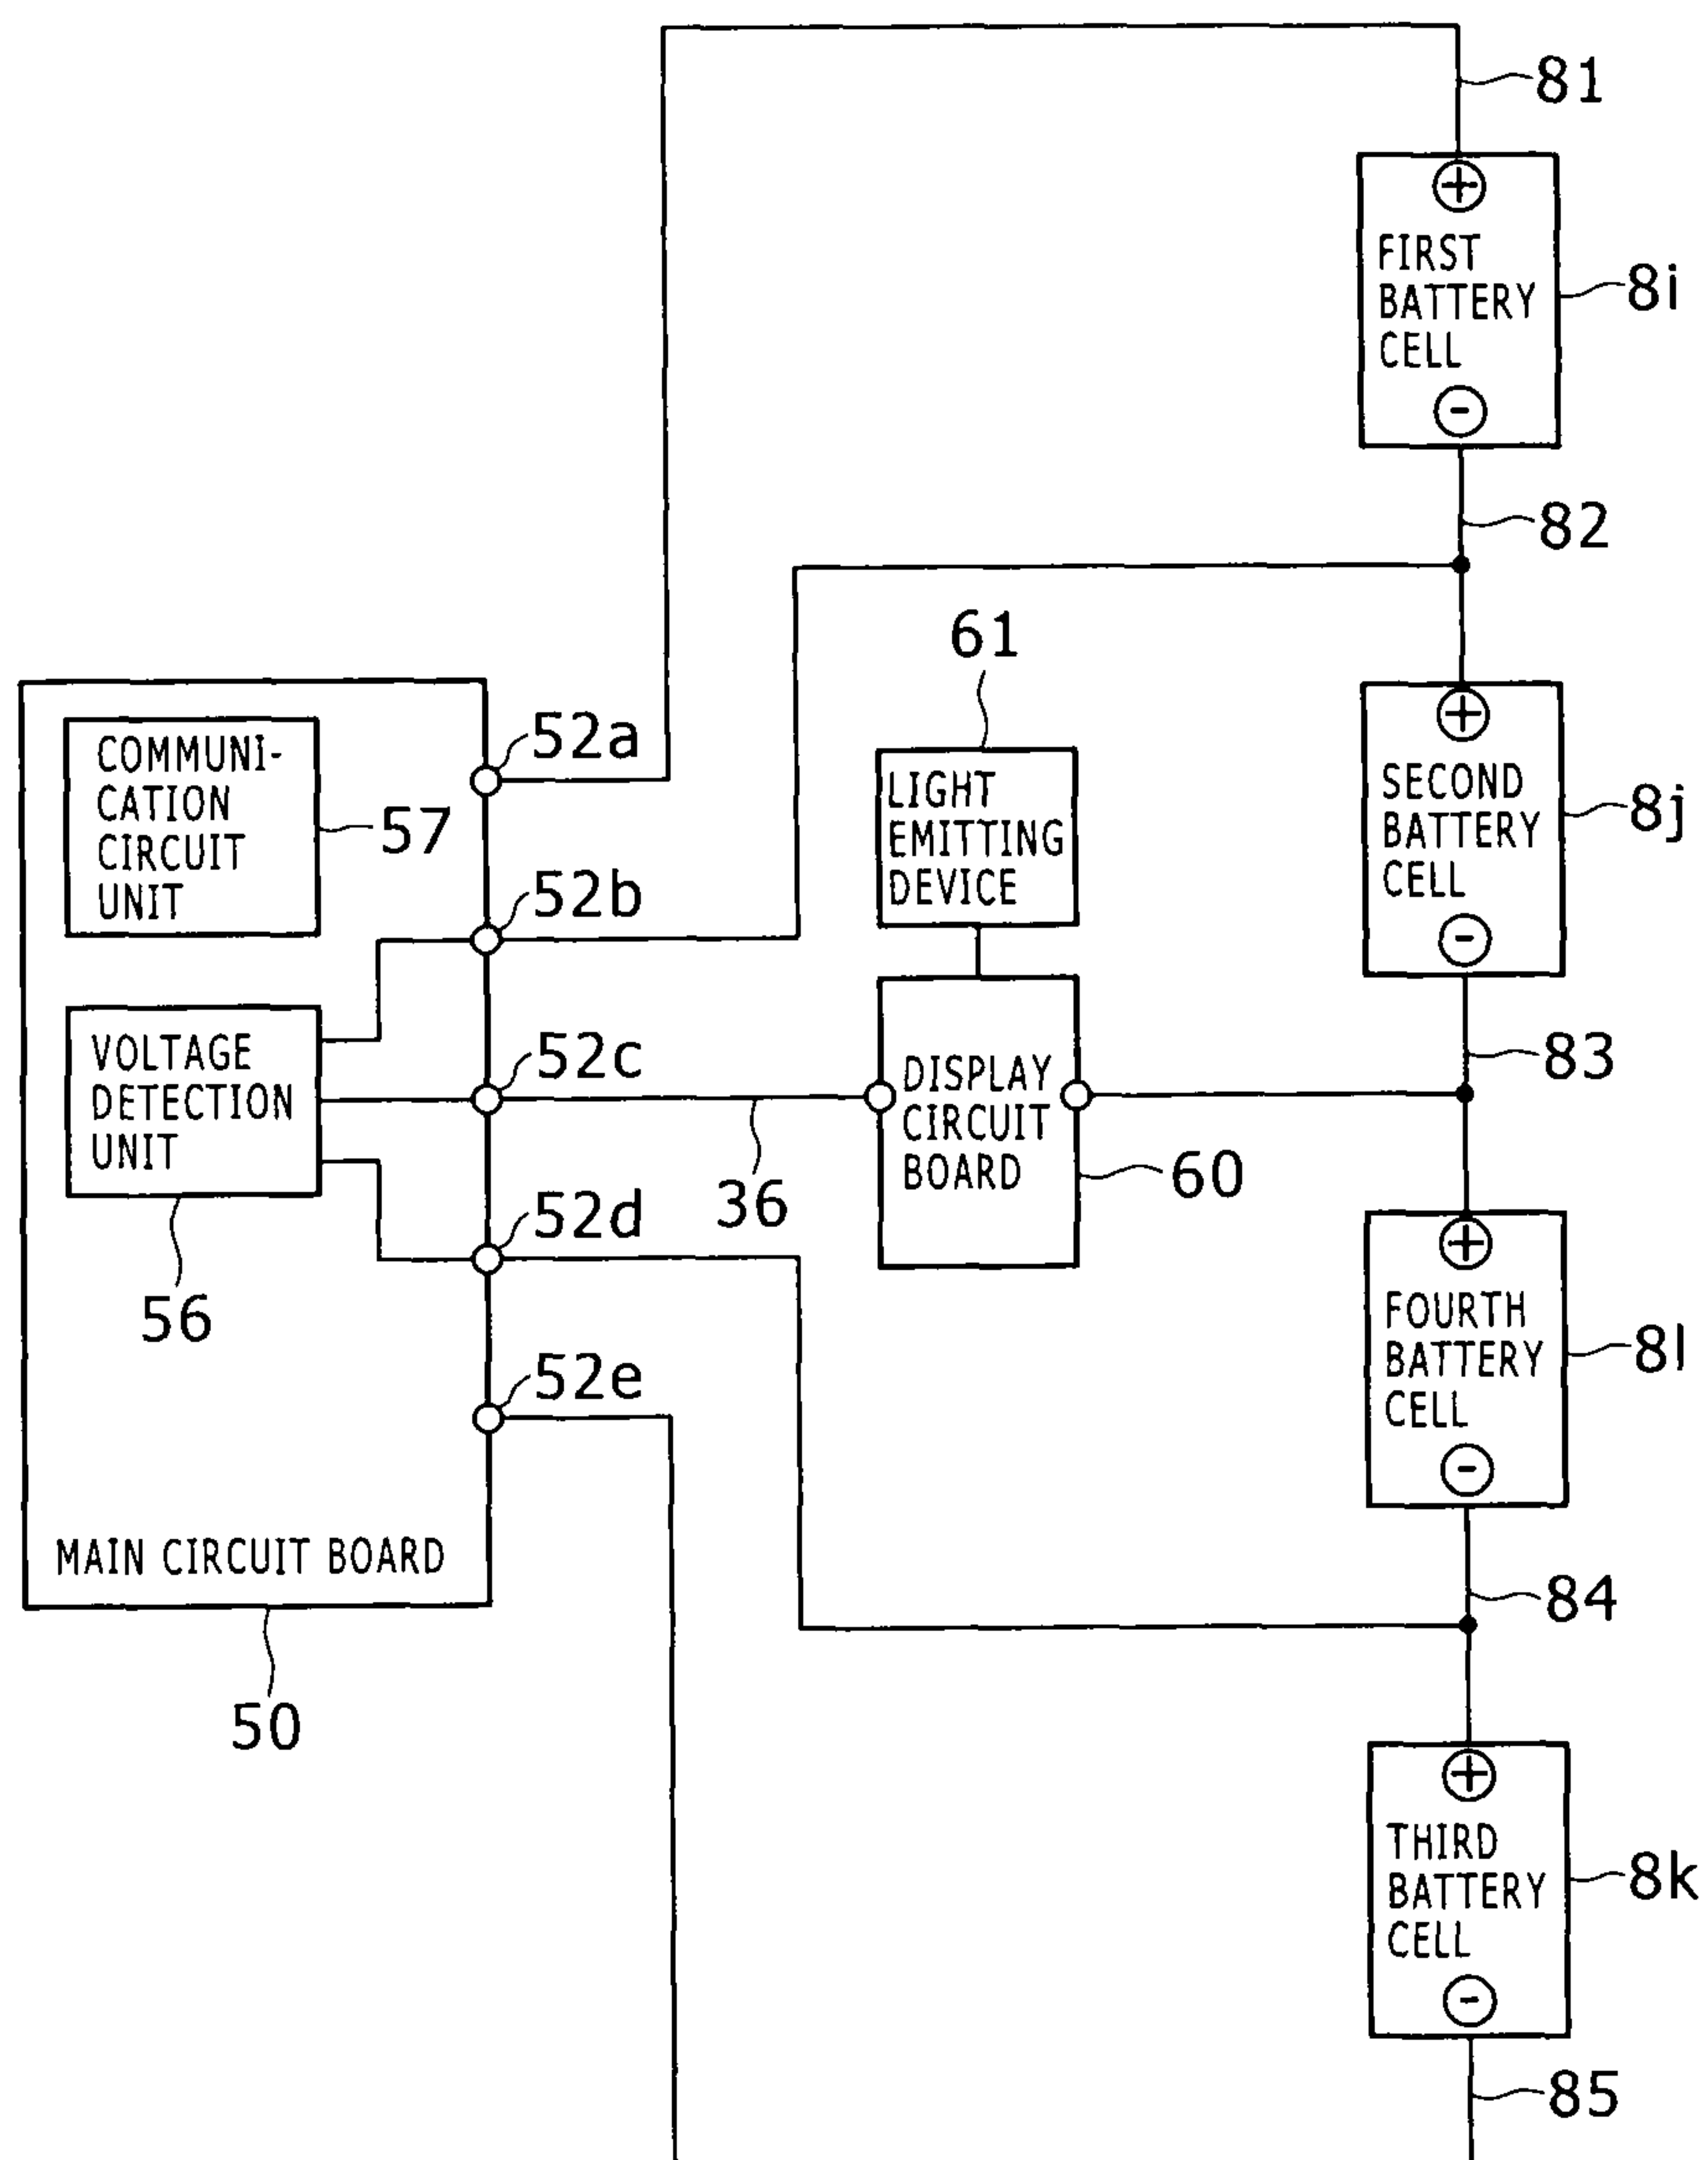 81
+
FIRST
BATTERY
CELL
-
8i
82
61
52a
COMMUNI-
CATION
CIRCUIT
UNIT
57
LIGHT
EMITTING
DEVICE
+
SECOND
BATTERY
CELL
-
8j
52b
VOLTAGE
DETECTION
UNIT
52c
DISPLAY
CIRCUIT
BOARD
83
36
60
52d
56
+
FOURTH
BATTERY
CELL
-
8l
52e
MAIN CIRCUIT BOARD
84
50
+
THIRD
BATTERY
CELL
-
8k
85